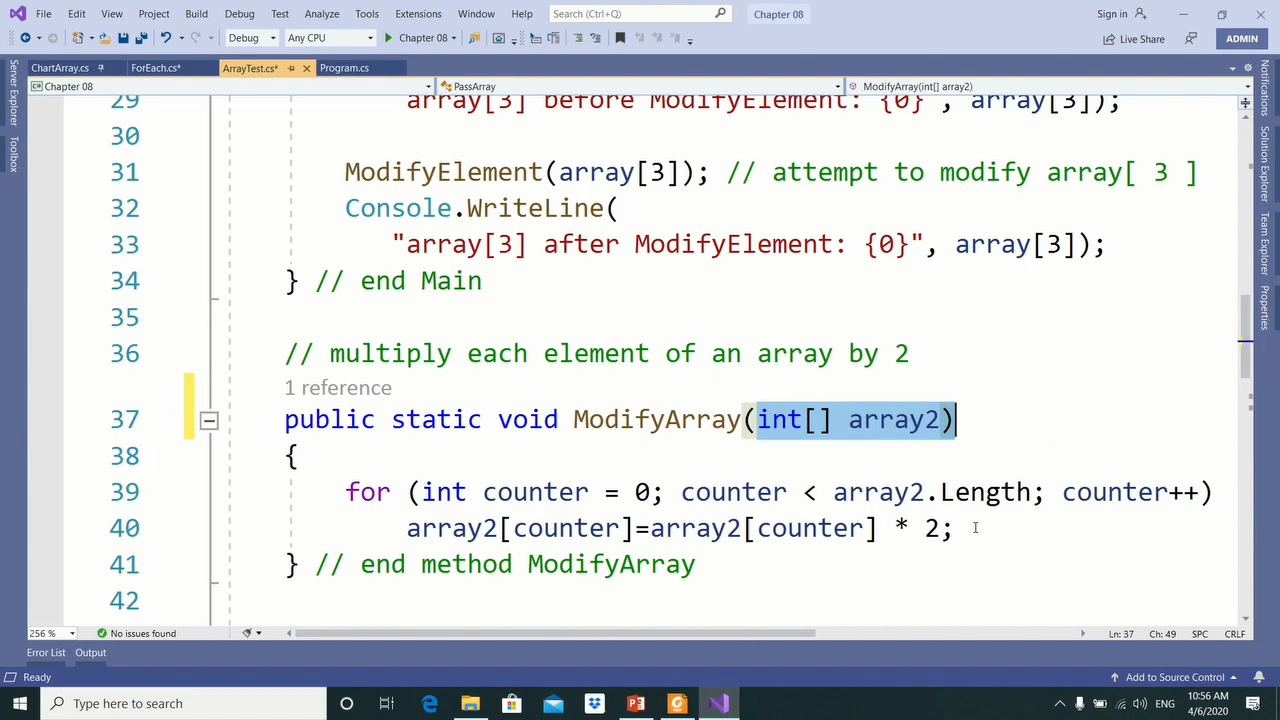 File Edit View Project Build Debug Test Analyze Tools Extensions Window Help Search (Ctrl+Q) Chapter 08 Sign in
Debug Any CPU Chapter 08 Live Share ADMIN
ChartArray.cs ForEach.cs* ArrayTest.cs* Program.cs
Chapter 08 PassArray ModifyArray(int[] array2)
Server Explorer
Toolbox
Notifications
Solution Explorer
Team Explorer
Properties
29 array[3] before ModifyElement: {0}", array[3]);
30
31 ModifyElement(array[3]); // attempt to modify array[ 3 ]
32 Console.WriteLine(
33 "array[3] after ModifyElement: {0}", array[3]);
34 } // end Main
35
36 // multiply each element of an array by 2
1 reference
37 public static void ModifyArray(int[] array2)
38 {
39 for (int counter = 0; counter < array2.Length; counter++)
40 array2[counter]=array2[counter] * 2;
41 } // end method ModifyArray
42
256 % No issues found Ln: 37 Ch: 49 SPC CRLF
Error List Output
Ready Add to Source Control
Type here to search
10:56 AM
4/6/2020